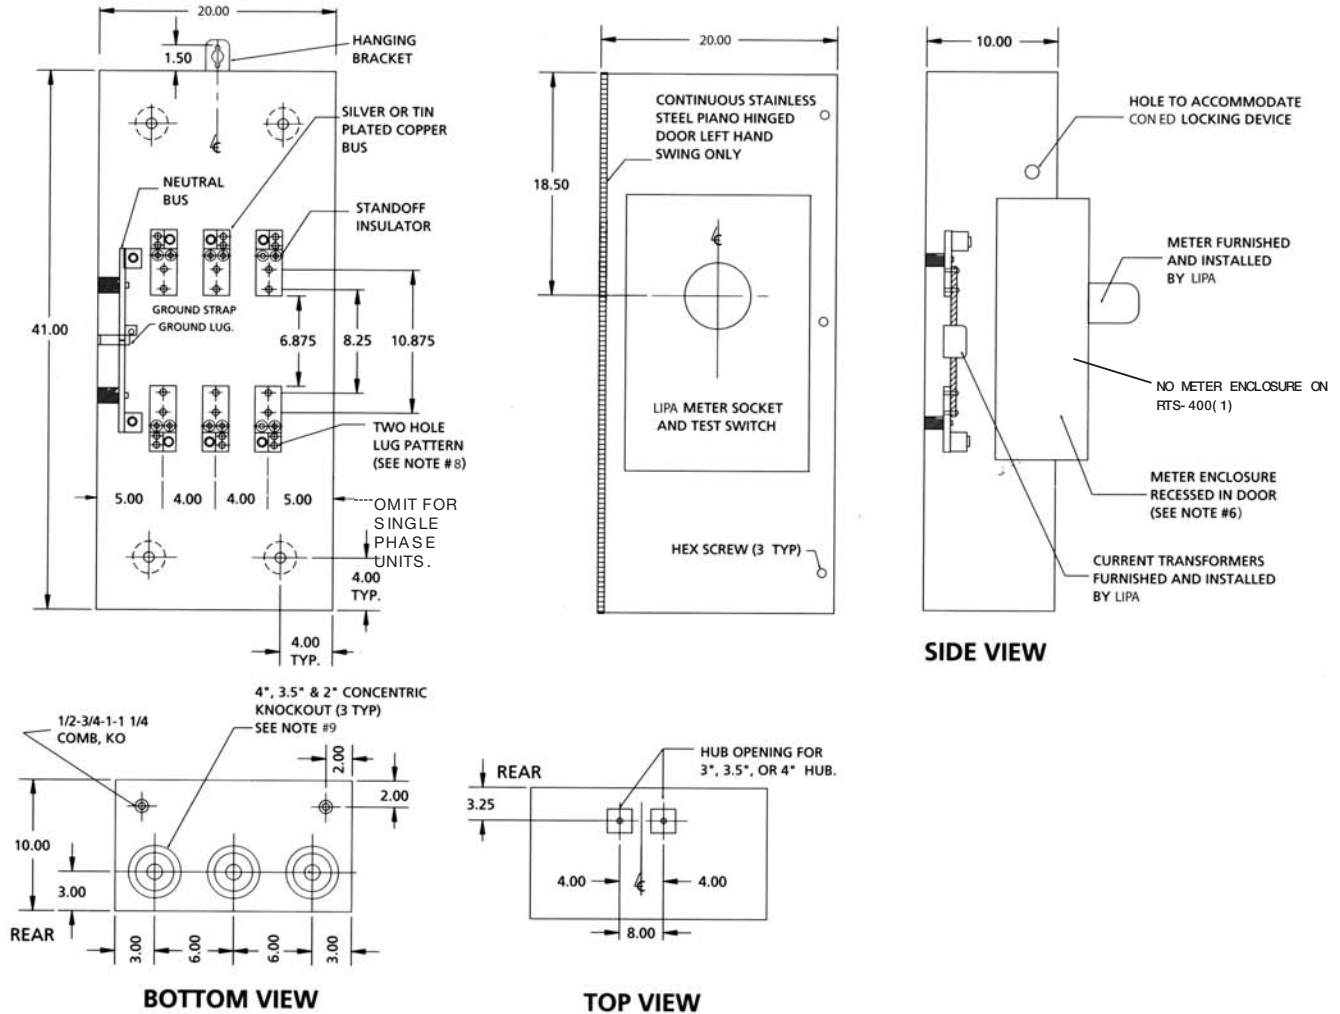 20.00
1.50
HANGING
BRACKET
SILVER OR TIN
PLATED COPPER
BUS
NEUTRAL
BUS
STANDOFF
INSULATOR
GROUND STRAP
GROUND LUG.
41.00
6.875
8.25
10.875
TWO HOLE
LUG PATTERN
(SEE NOTE #8)
5.00
4.00
4.00
5.00
OMIT FOR
SINGLE
PHASE
UNITS.
4.00
TYP.
4.00
TYP.
20.00
18.50
CONTINUOUS STAINLESS
STEEL PIANO HINGED
DOOR LEFT HAND
SWING ONLY
LIPA METER SOCKET
AND TEST SWITCH
HEX SCREW (3 TYP)
10.00
HOLE TO ACCOMMODATE
CON ED LOCKING DEVICE
METER FURNISHED
AND INSTALLED
BY LIPA
NO METER ENCLOSURE ON
RTS-400(1)
METER ENCLOSURE
RECESSED IN DOOR
(SEE NOTE #6)
CURRENT TRANSFORMERS
FURNISHED AND INSTALLED
BY LIPA
SIDE VIEW
4", 3.5" & 2" CONCENTRIC
KNOCKOUT (3 TYP)
SEE NOTE #9
1/2-3/4-1-1 1/4
COMB, KO
2.00
2.00
10.00
3.00
REAR
3.00
6.00
6.00
3.00
BOTTOM VIEW
REAR
3.25
HUB OPENING FOR
3", 3.5", OR 4" HUB.
4.00
4.00
8.00
TOP VIEW